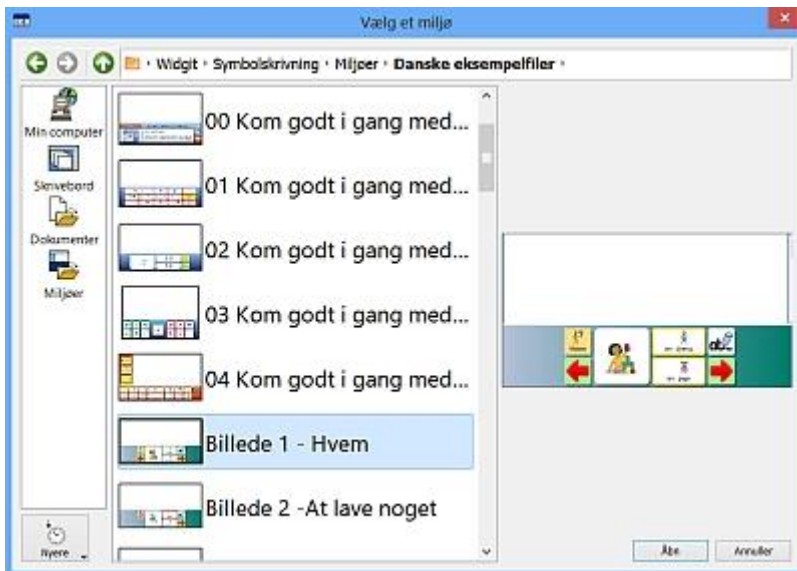 Vælg et miljø
Widgit · Symbolskrivning · Miljøer · Danske eksempelfiler
Min computer
Skrivebord
Dokumenter
Miljøer
Nyere
00 Kom godt i gang med...
01 Kom godt i gang med...
02 Kom godt i gang med...
03 Kom godt i gang med...
04 Kom godt i gang med...
Billede 1 - Hvem
Billede 2 -At lave noget
Åbn
Annuller